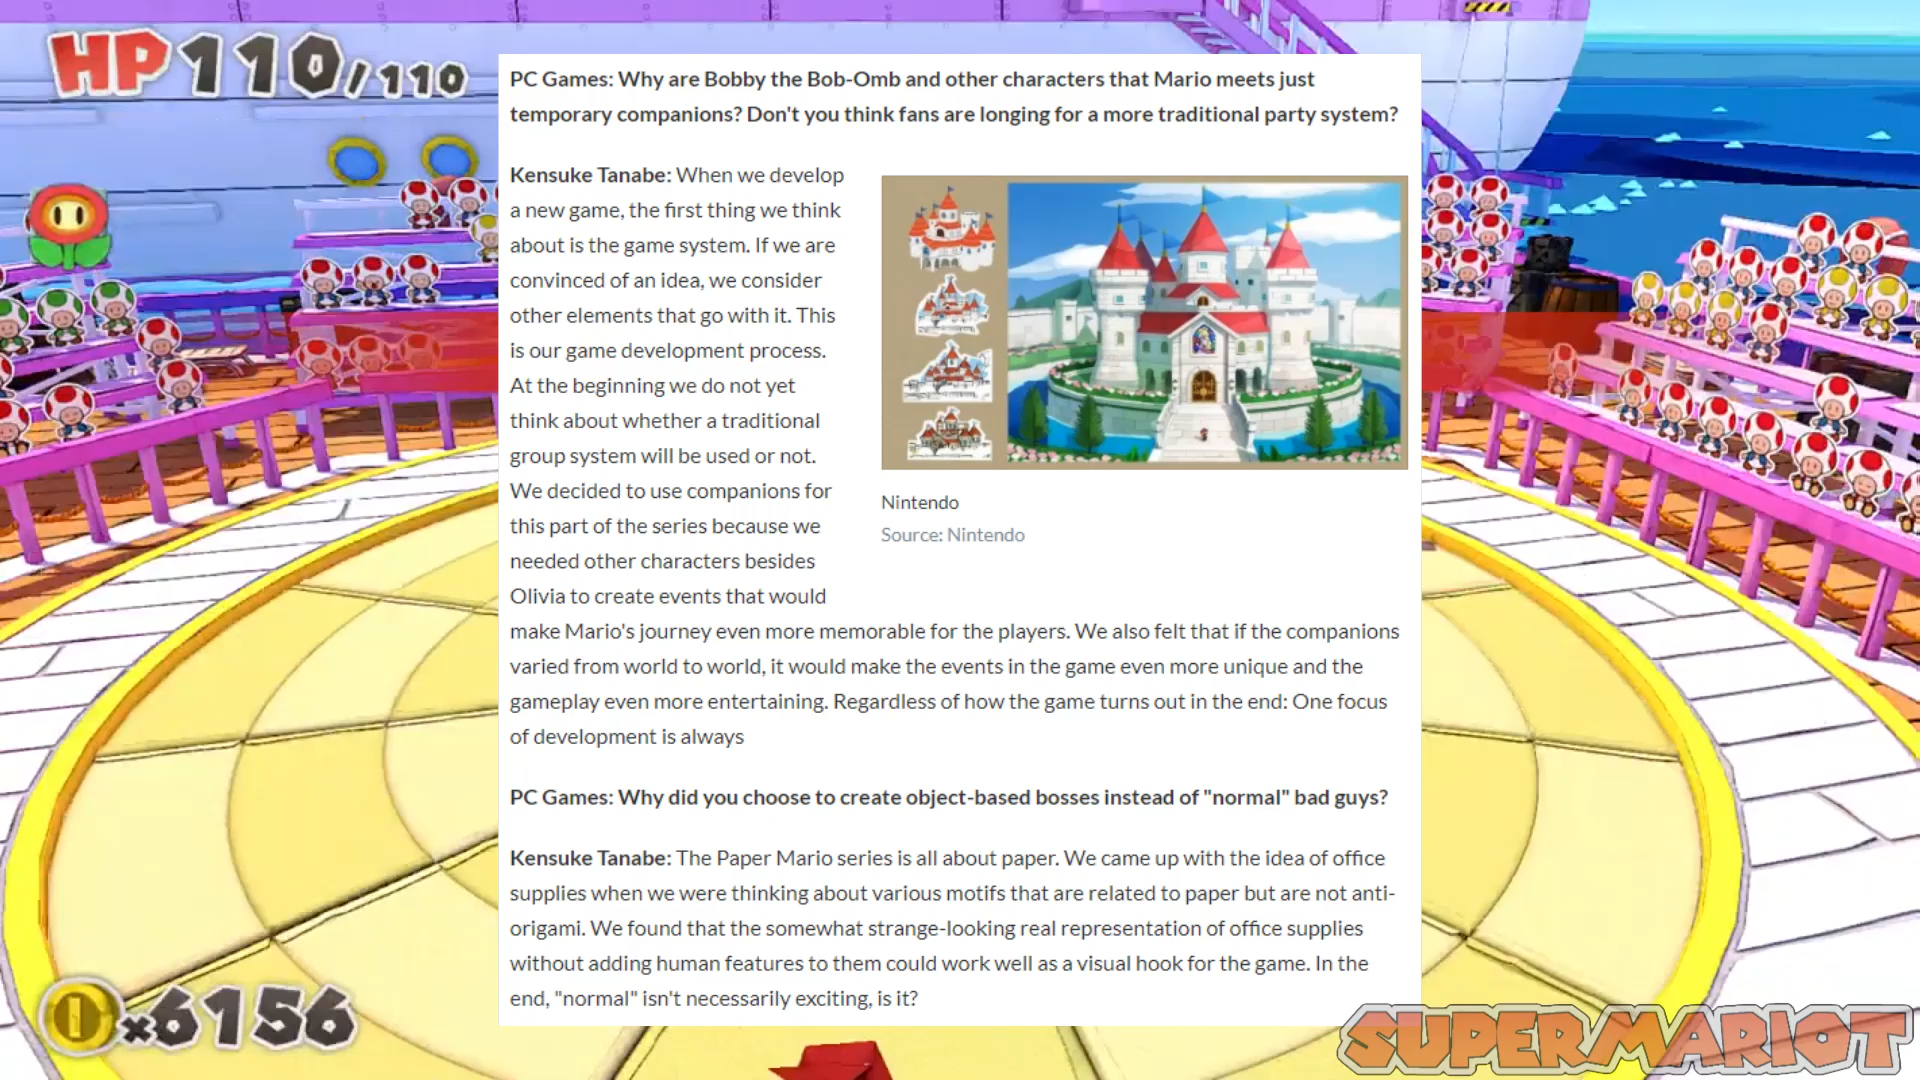 HP 110/110
PC Games: Why are Bobby the Bob-Omb and other characters that Mario meets just
temporary companions? Don't you think fans are longing for a more traditional party system?
Kensuke Tanabe: When we develop
a new game, the first thing we think
about is the game system. If we are
convinced of an idea, we consider
other elements that go with it. This
is our game development process.
At the beginning we do not yet
think about whether a traditional
group system will be used or not.
We decided to use companions for
this part of the series because we
needed other characters besides
Olivia to create events that would
make Mario's journey even more memorable for the players. We also felt that if the companions
varied from world to world, it would make the events in the game even more unique and the
gameplay even more entertaining. Regardless of how the game turns out in the end: One focus
of development is always
Nintendo
Source: Nintendo
PC Games: Why did you choose to create object-based bosses instead of "normal" bad guys?
Kensuke Tanabe: The Paper Mario series is all about paper. We came up with the idea of office
supplies when we were thinking about various motifs that are related to paper but are not anti-
origami. We found that the somewhat strange-looking real representation of office supplies
without adding human features to them could work well as a visual hook for the game. In the
end, "normal" isn't necessarily exciting, is it?
×6156
SUPERMARIOT